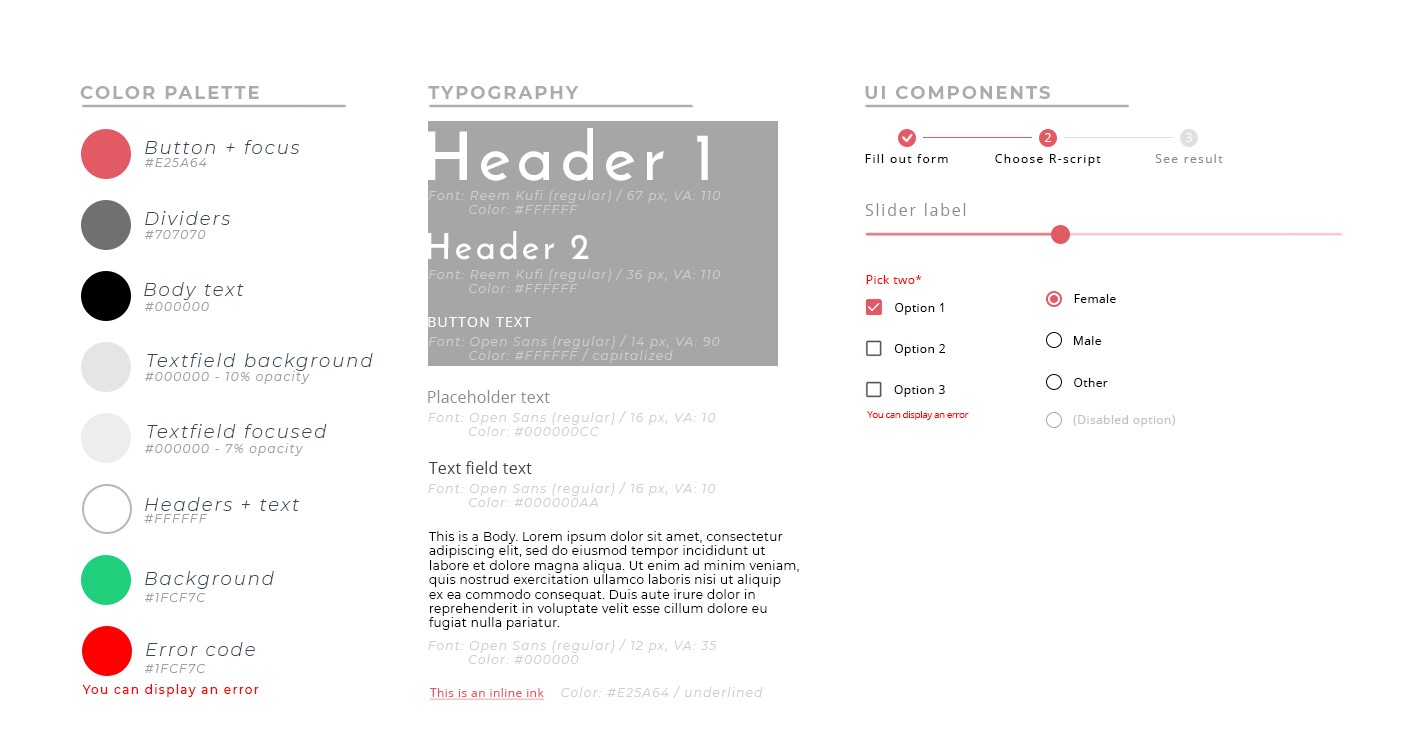 COLOR PALETTE
Button + focus
#E25A64
Dividers
#707070
Body text
#000000
Textfield background
#000000 - 10% opacity
Textfield focused
#000000 - 7% opacity
Headers + text
#FFFFFF
Background
#1FCF7C
Error code
#1FCF7C
You can display an error
TYPOGRAPHY
Header 1
Font: Reem Kufi (regular) / 67 px, VA: 110
Color: #FFFFFF
Header 2
Font: Reem Kufi (regular) / 36 px, VA: 110
Color: #FFFFFF
BUTTON TEXT
Font: Open Sans (regular) / 14 px, VA: 90
Color: #FFFFFF / capitalized
Placeholder text
Font: Open Sans (regular) / 16 px, VA: 10
Color: #000000CC
Text field text
Font: Open Sans (regular) / 16 px, VA: 10
Color: #000000AA
This is a Body. Lorem ipsum dolor sit amet, consectetur
adipiscing elit, sed do eiusmod tempor incididunt ut
labore et dolore magna aliqua. Ut enim ad minim veniam,
quis nostrud exercitation ullamco laboris nisi ut aliquip
ex ea commodo consequat. Duis aute irure dolor in
reprehenderit in voluptate velit esse cillum dolore eu
fugiat nulla pariatur.
Font: Open Sans (regular) / 12 px, VA: 35
Color: #000000
This is an inline ink Color: #E25A64 / underlined
UI COMPONENTS
2 3
Fill out form Choose R-script See result
Slider label
Pick two*
Option 1
Option 2
Option 3
You can display an error
Female
Male
Other
(Disabled option)